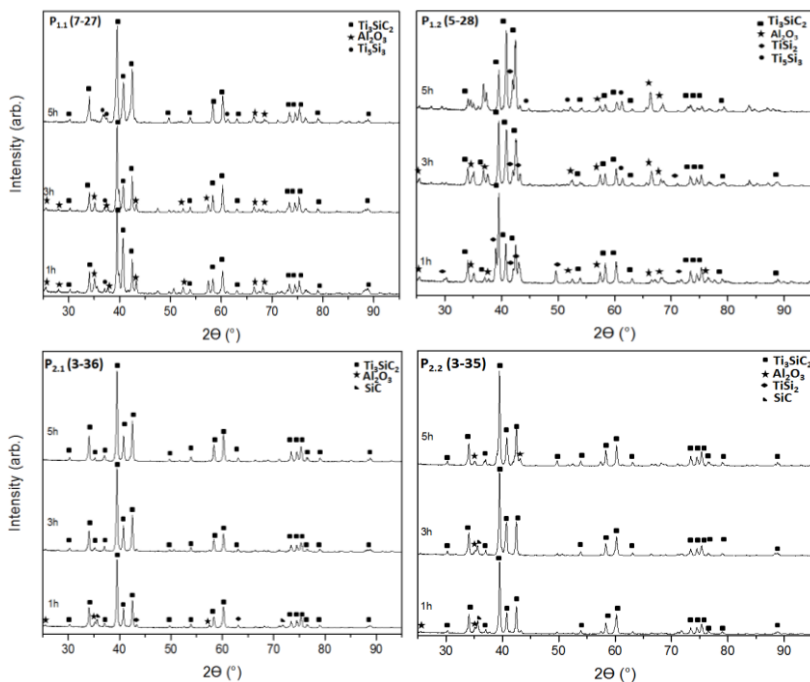 P1.1 (7-27)
Ti3SiC2
Al2O3
Ti5Si3
5h
3h
1h
Intensity (arb.)
25 30 40 50 60 70 80 90
2Θ (°)
P1.2 (5-28)
Ti3SiC2
Al2O3
TiSi2
Ti5Si3
5h
3h
1h
25 30 40 50 60 70 80 90
2Θ (°)
P2.1 (3-36)
Ti3SiC2
Al2O3
SiC
5h
3h
1h
Intensity (arb.)
25 30 40 50 60 70 80 90
2Θ (°)
P2.2 (3-35)
Ti3SiC2
Al2O3
TiSi2
SiC
5h
3h
1h
25 30 40 50 60 70 80 90
2Θ (°)